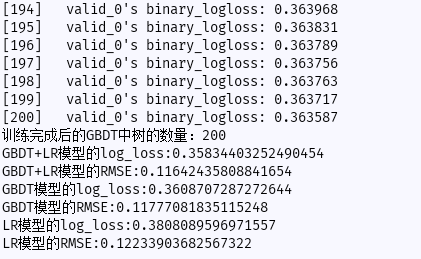 [194]   valid_0's binary_logloss: 0.363968
[195]   valid_0's binary_logloss: 0.363831
[196]   valid_0's binary_logloss: 0.363789
[197]   valid_0's binary_logloss: 0.363756
[198]   valid_0's binary_logloss: 0.363763
[199]   valid_0's binary_logloss: 0.363717
[200]   valid_0's binary_logloss: 0.363587
训练完成后的GBDT中树的数量：200
GBDT+LR模型的log_loss:0.35834403252490454
GBDT+LR模型的RMSE:0.11642435808841654
GBDT模型的log_loss:0.3608707287272644
GBDT模型的RMSE:0.11777081835115248
LR模型的log_loss:0.3808089596971557
LR模型的RMSE:0.12233903682567322